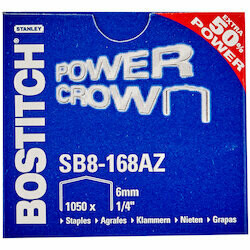 STANLEY
BOSTITCH
EXTRA
50%
POWER
POWER
CROWN
SB8-168AZ
6mm
1050 x 1/4"
▸ Staples ▸ Agrafes ▸ Klammern ▸ Nieten ▸ Grapas